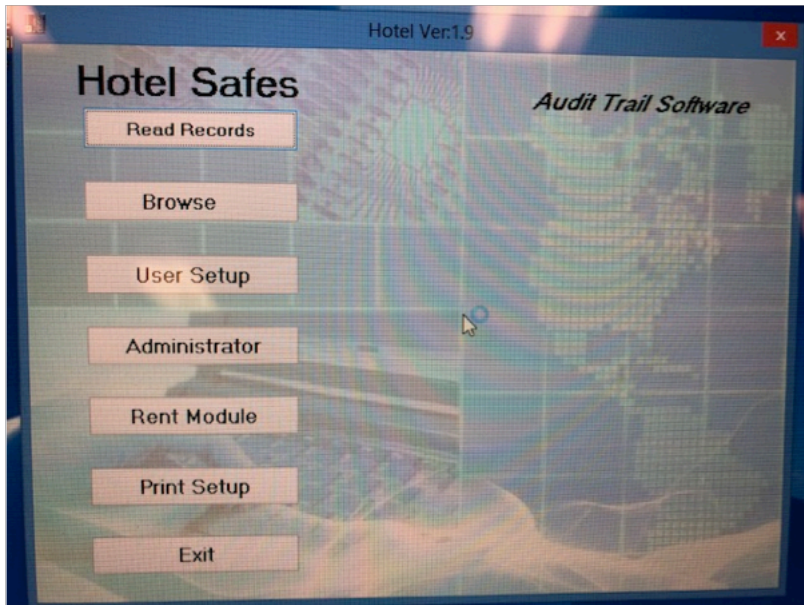 Hotel Ver:1.9
Hotel Safes
Audit Trail Software
Read Records
Browse
User Setup
Administrator
Rent Module
Print Setup
Exit